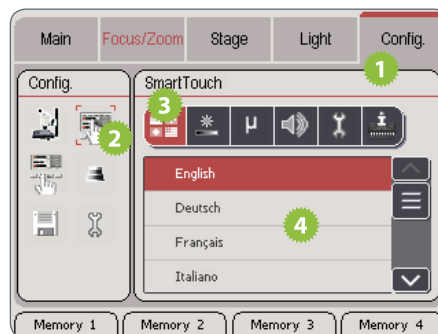 Main Focus/Zoom Stage Light Config.
1
Config. SmartTouch
3
2
µ
English
Deutsch
4
Français
Italiano
Memory 1 Memory 2 Memory 3 Memory 4